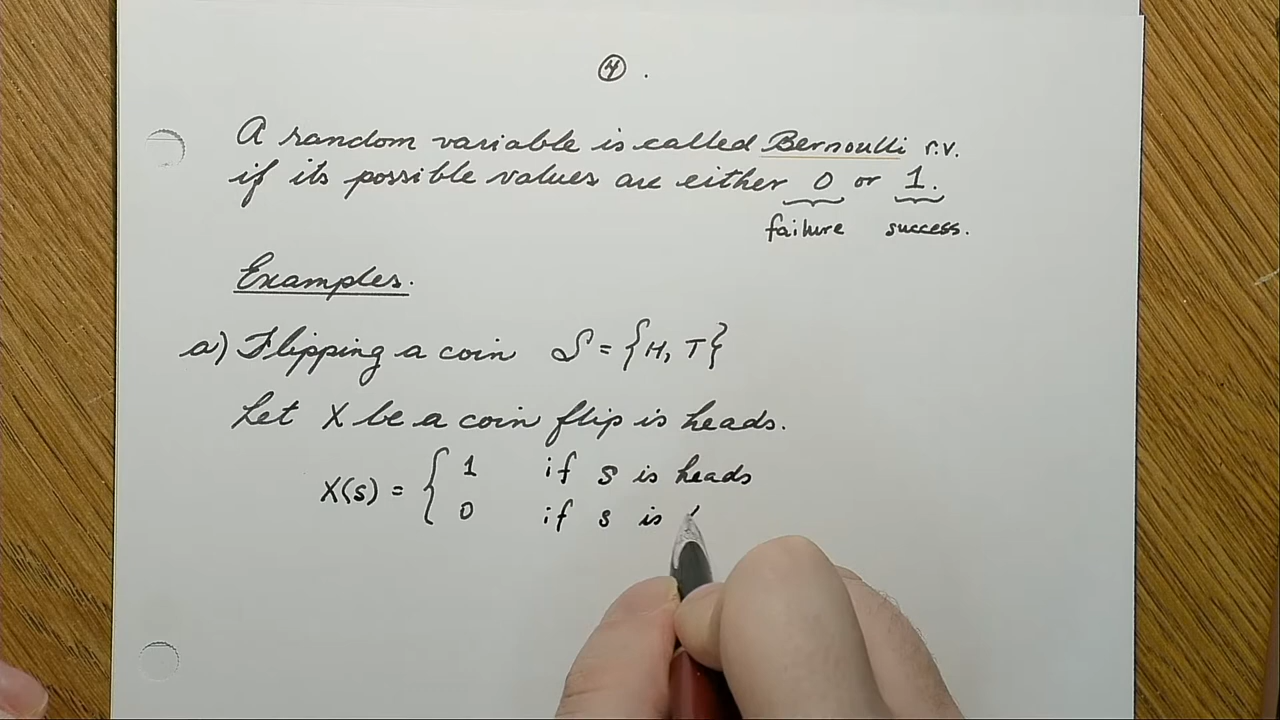 4 .
A random variable is called Bernoulli r.v.
if its possible values are either 0 or 1.
failure success.
Examples.
a) Flipping a coin S = {H, T}
Let X be a coin flip is heads.
X(s) = { 1 if s is heads
0 if s is